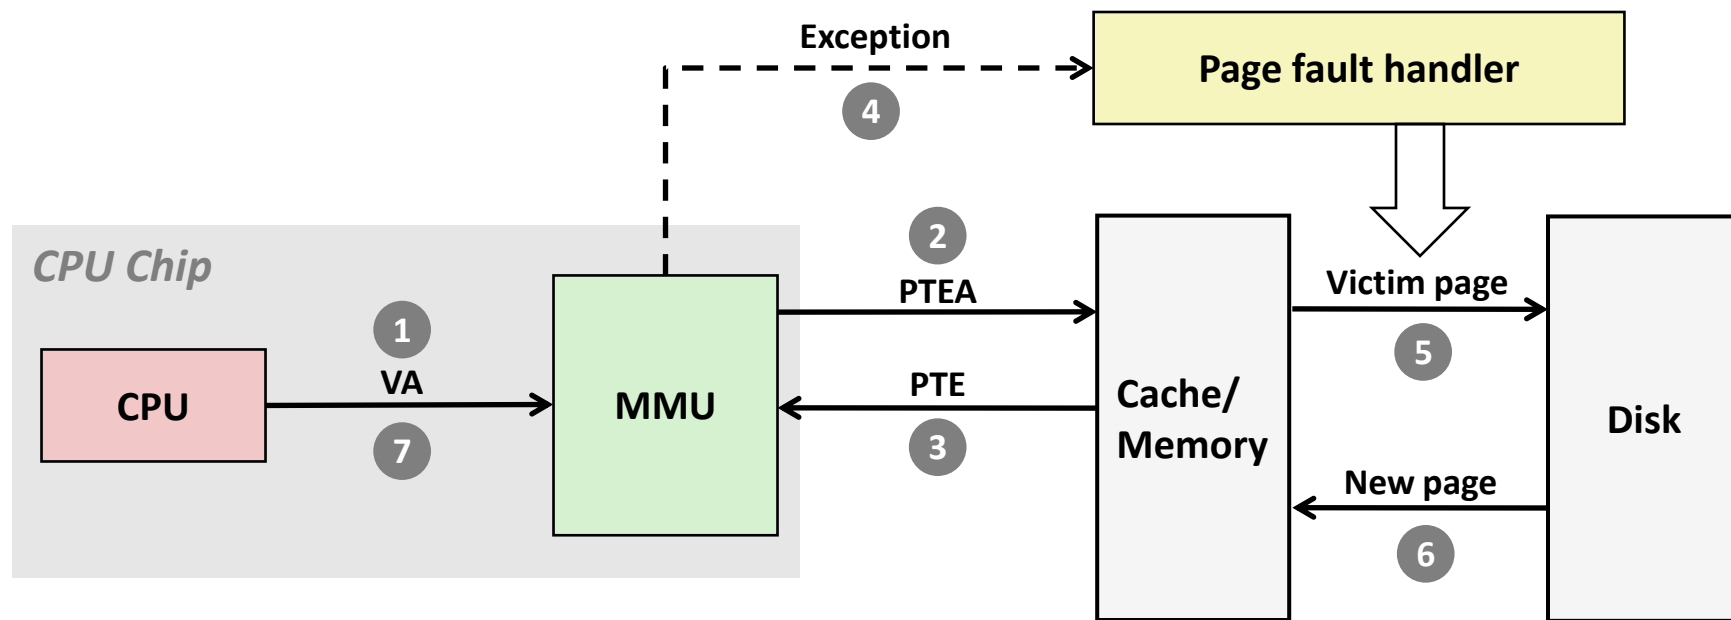 Exception
4
Page fault handler
CPU Chip
2
PTEA
Victim page
1
5
VA
CPU
MMU
PTE
Cache/
Memory
Disk
7
3
New page
6